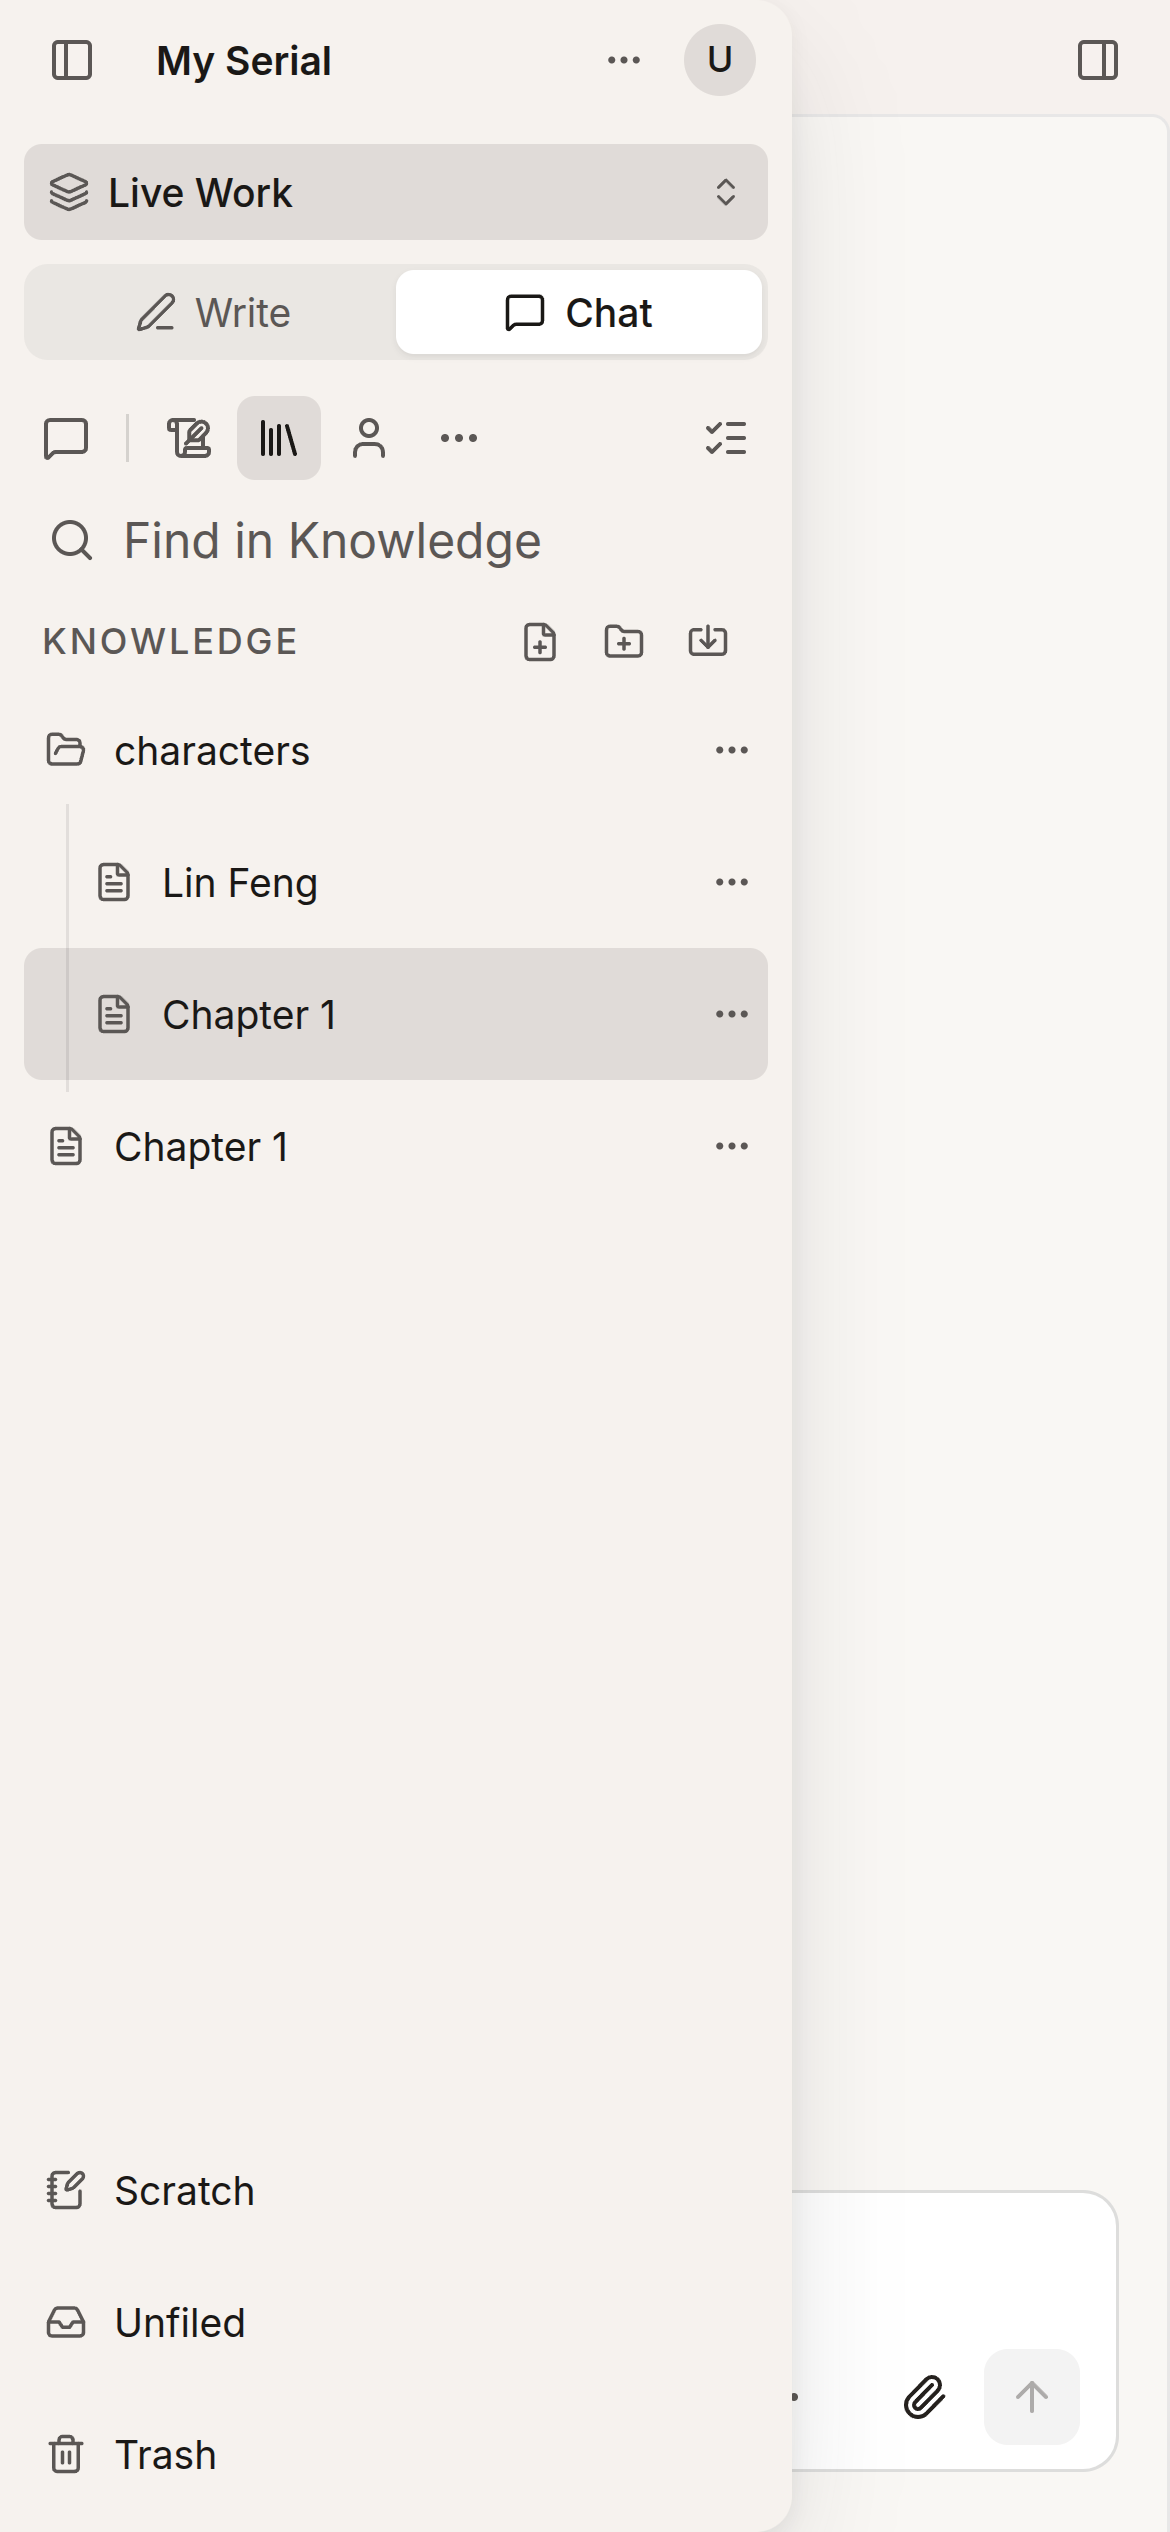 My Serial
U
Live Work
Write
Chat
Find in Knowledge
KNOWLEDGE
characters
Lin Feng
Chapter 1
Chapter 1
Scratch
Unfiled
Trash